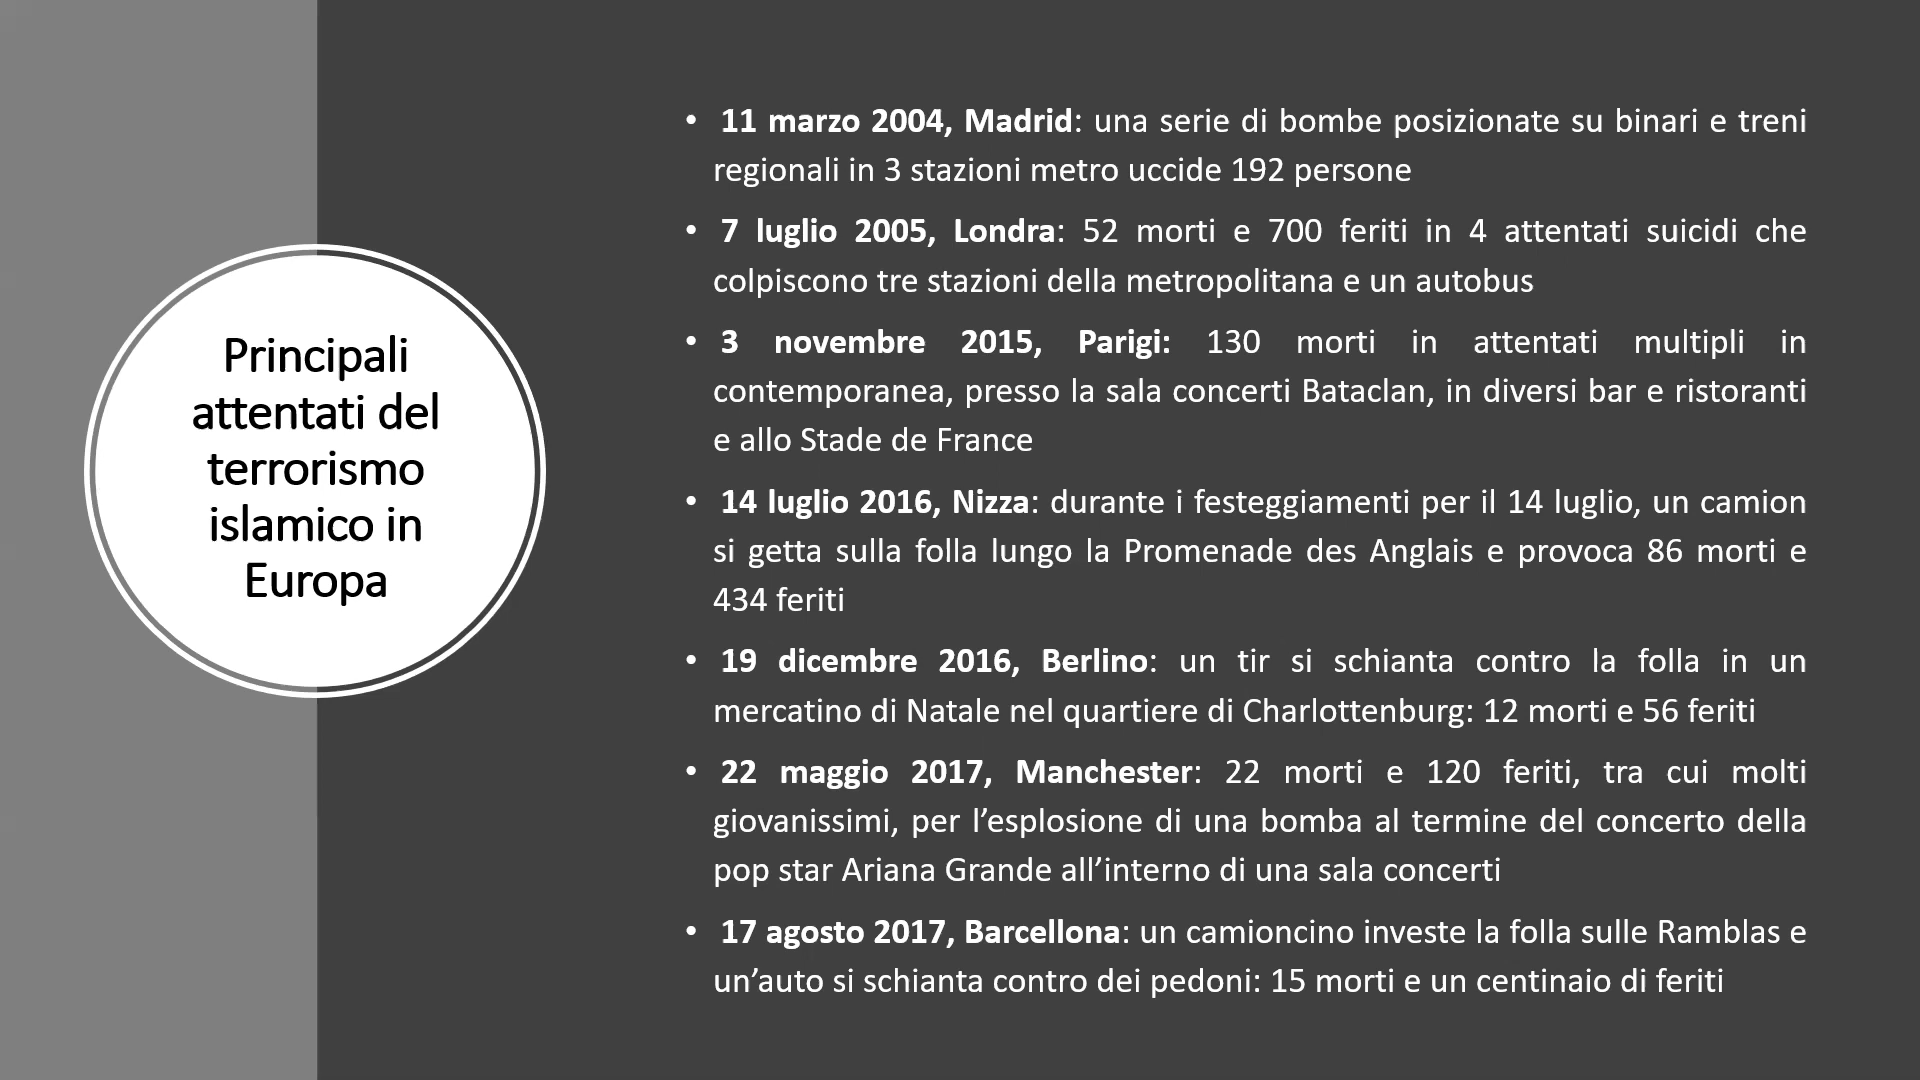 Principali
attentati del
terrorismo
islamico in
Europa
• 11 marzo 2004, Madrid: una serie di bombe posizionate su binari e treni
regionali in 3 stazioni metro uccide 192 persone
• 7 luglio 2005, Londra: 52 morti e 700 feriti in 4 attentati suicidi che
colpiscono tre stazioni della metropolitana e un autobus
• 3 novembre 2015, Parigi: 130 morti in attentati multipli in
contemporanea, presso la sala concerti Bataclan, in diversi bar e ristoranti
e allo Stade de France
• 14 luglio 2016, Nizza: durante i festeggiamenti per il 14 luglio, un camion
si getta sulla folla lungo la Promenade des Anglais e provoca 86 morti e
434 feriti
• 19 dicembre 2016, Berlino: un tir si schianta contro la folla in un
mercatino di Natale nel quartiere di Charlottenburg: 12 morti e 56 feriti
• 22 maggio 2017, Manchester: 22 morti e 120 feriti, tra cui molti
giovanissimi, per l’esplosione di una bomba al termine del concerto della
pop star Ariana Grande all’interno di una sala concerti
• 17 agosto 2017, Barcellona: un camioncino investe la folla sulle Ramblas e
un’auto si schianta contro dei pedoni: 15 morti e un centinaio di feriti